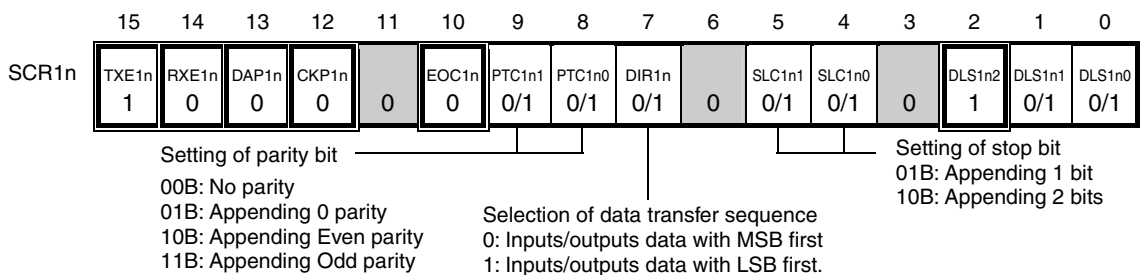 15 14 13 12 11 10 9 8 7 6 5 4 3 2 1 0
SCR1n TXE1n RXE1n DAP1n CKP1n EOC1n PTC1n1 PTC1n0 DIR1n SLC1n1 SLC1n0 DLS1n2 DLS1n1 DLS1n0
1 0 0 0 0 0 0/1 0/1 0/1 0 0/1 0/1 0 1 0/1 0/1
Setting of parity bit
00B: No parity
01B: Appending 0 parity
10B: Appending Even parity
11B: Appending Odd parity
Selection of data transfer sequence
0: Inputs/outputs data with MSB first
1: Inputs/outputs data with LSB first.
Setting of stop bit
01B: Appending 1 bit
10B: Appending 2 bits